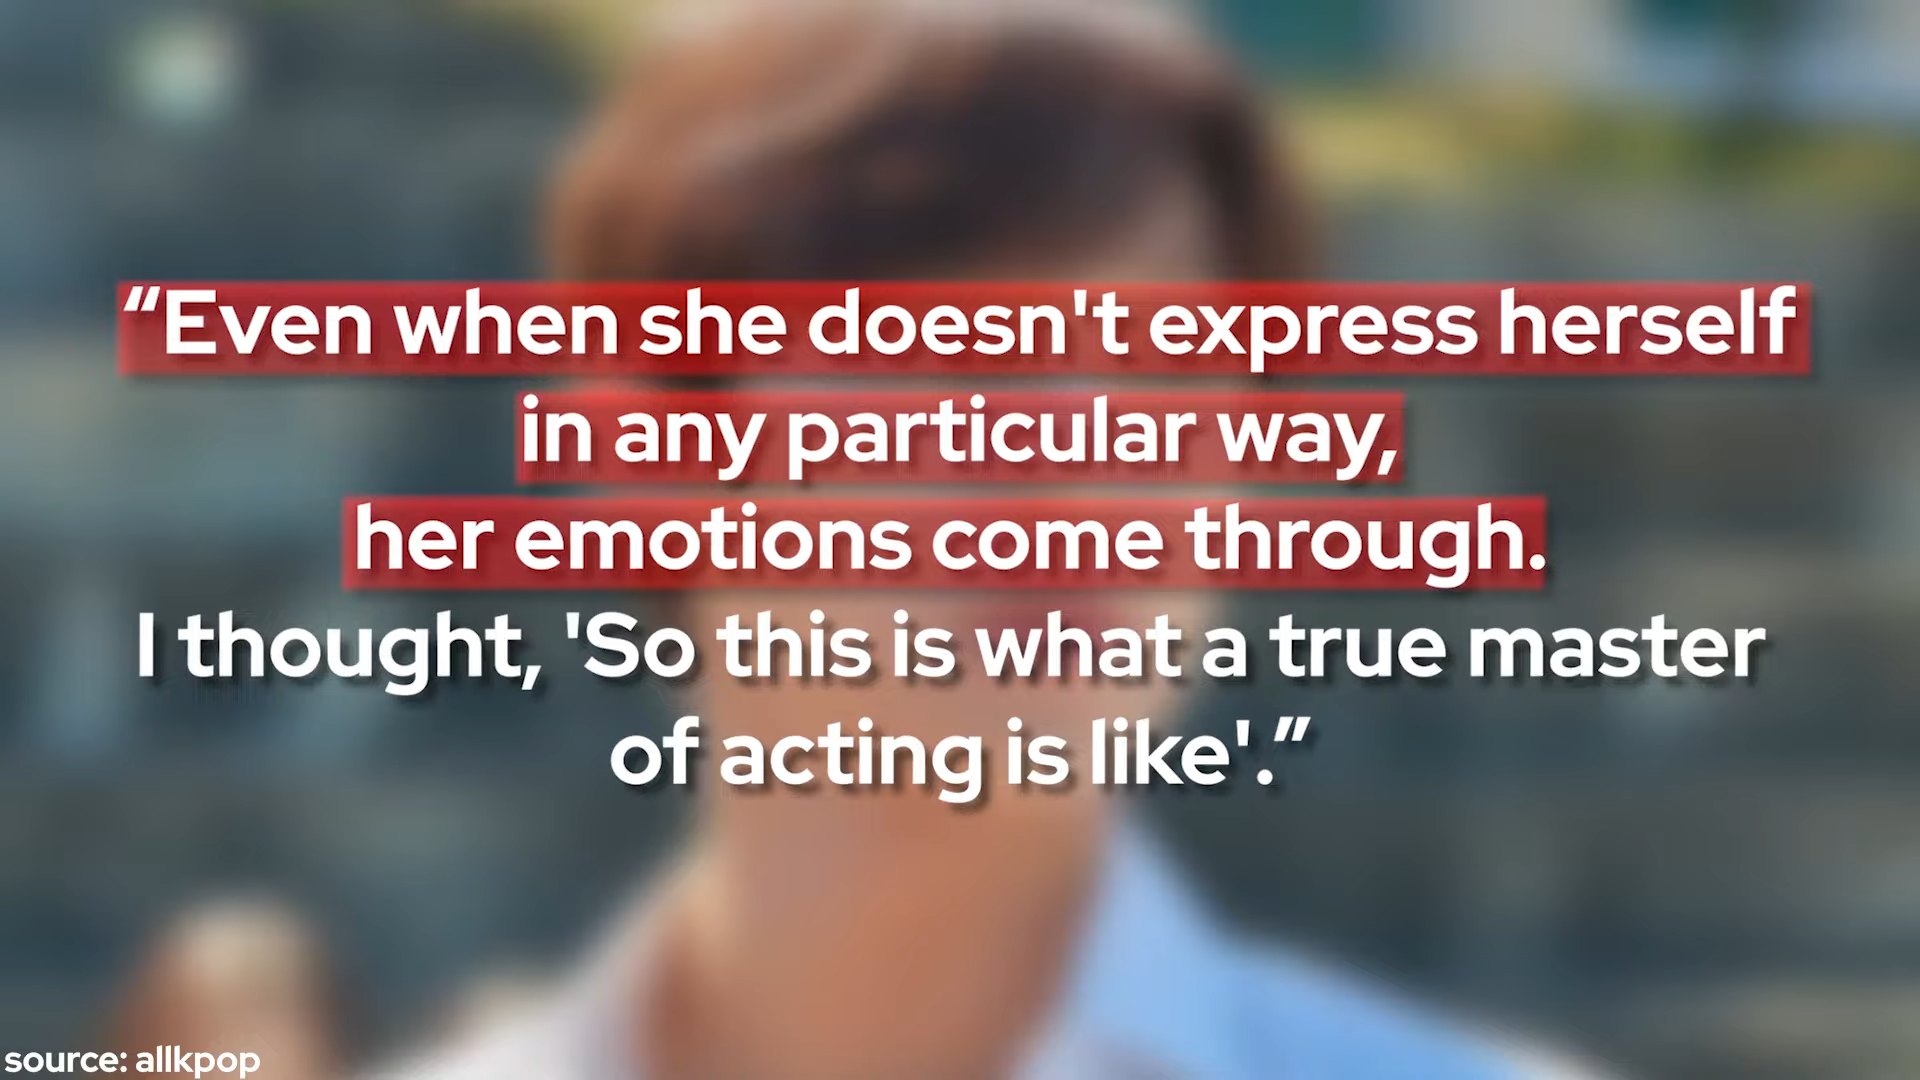 “Even when she doesn't express herself
in any particular way,
her emotions come through.
I thought, 'So this is what a true master
of acting is like'.”
source: allkpop